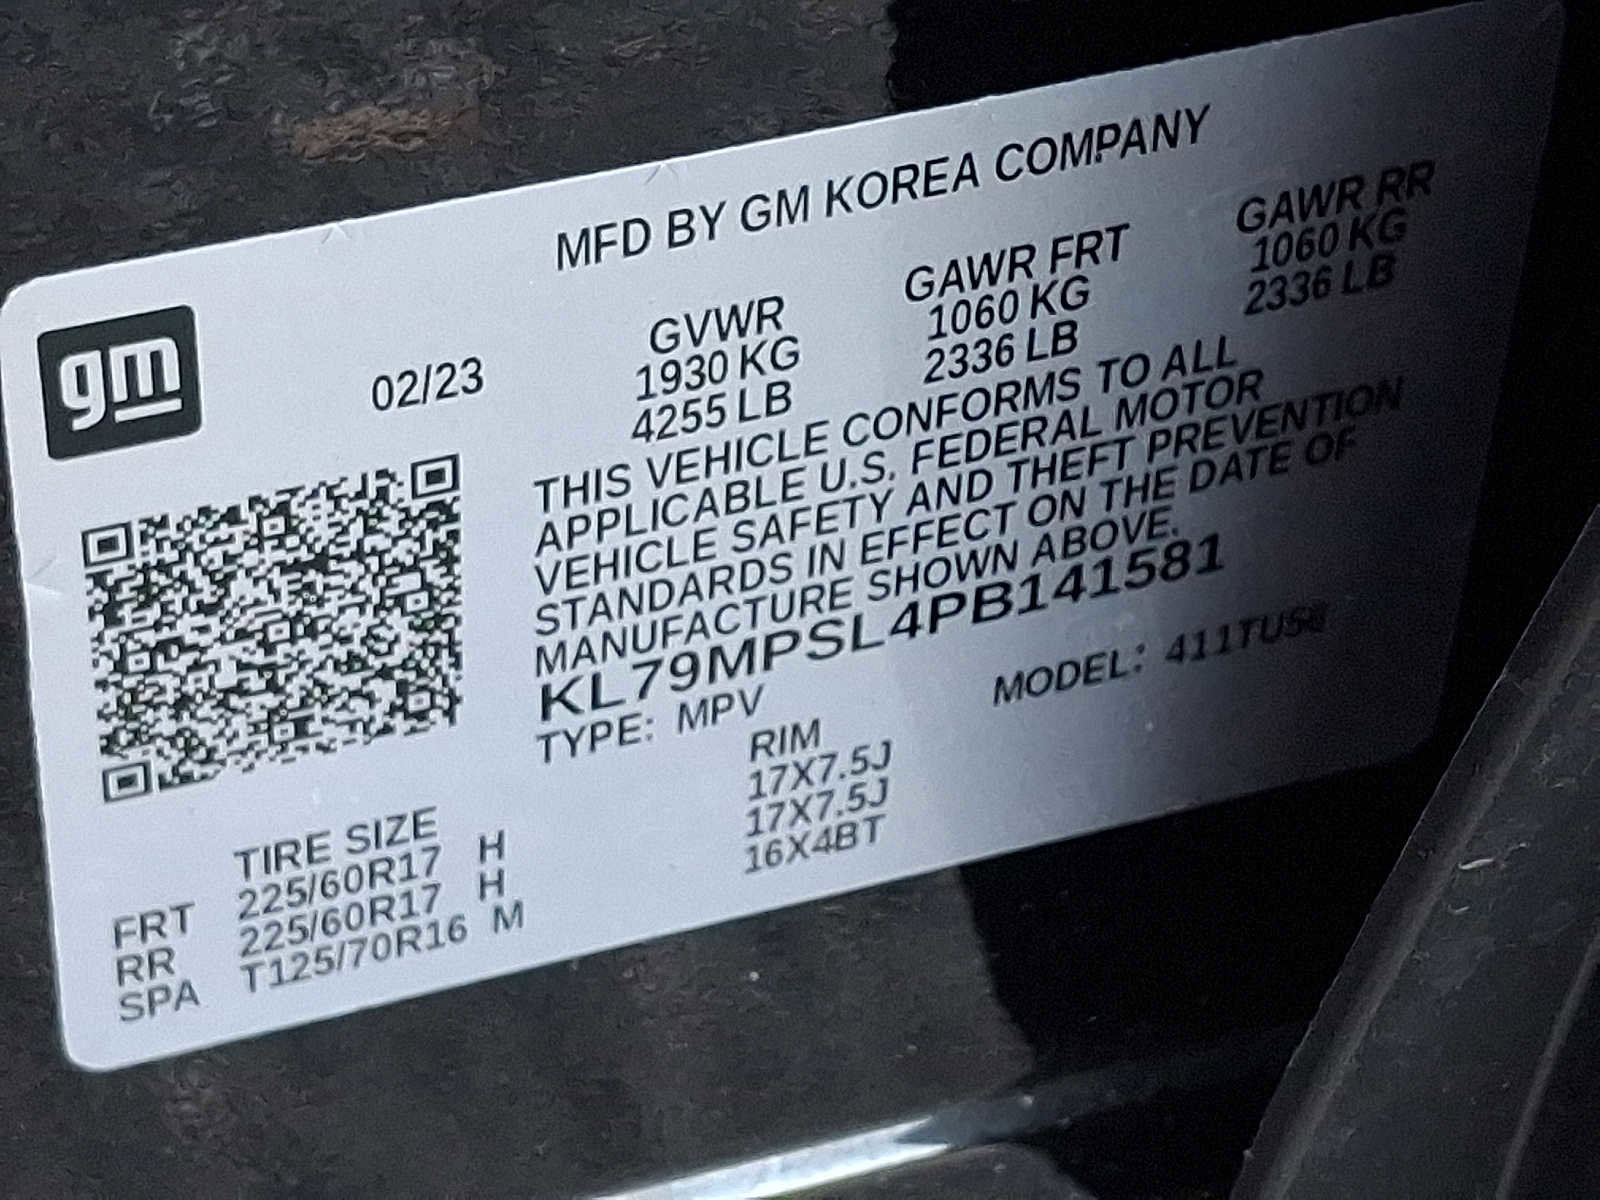 MFD BY GM KOREA COMPANY
gm
02/23
GVWR GAWR FRT GAWR RR
1930 KG 1060 KG 1060 KG
4255 LB 2336 LB 2336 LB
THIS VEHICLE CONFORMS TO ALL
APPLICABLE U.S. FEDERAL MOTOR
VEHICLE SAFETY AND THEFT PREVENTION
STANDARDS IN EFFECT ON THE DATE OF
MANUFACTURE SHOWN ABOVE.
KL79MPSL4PB141581
TYPE: MPV MODEL:
TIRE SIZE RIM
FRT 225/60R17 H 17X7.5J
RR 225/60R17 H 17X7.5J
SPA T125/70R16 M 16X4BT